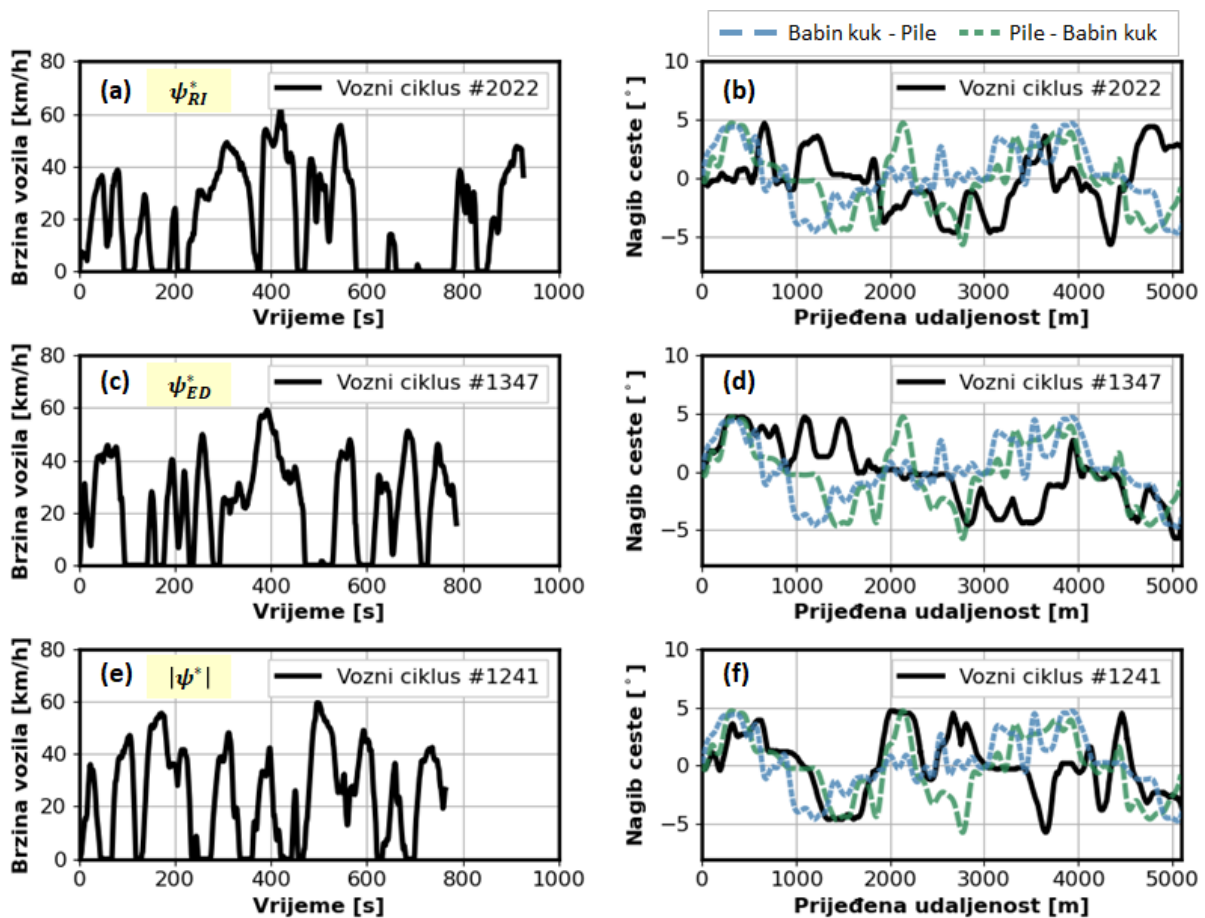 Babin kuk - Pile
Pile - Babin kuk
Brzina vozila [km/h]
80
60
40
20
0
(a)
ψ*RI
Vozni ciklus #2022
0 200 400 600 800 1000
Vrijeme [s]
Nagib ceste [°]
10
5
0
−5
(b)
Vozni ciklus #2022
0 1000 2000 3000 4000 5000
Prijeđena udaljenost [m]
Brzina vozila [km/h]
80
60
40
20
0
(c)
ψ*ED
Vozni ciklus #1347
0 200 400 600 800 1000
Vrijeme [s]
Nagib ceste [°]
10
5
0
−5
(d)
Vozni ciklus #1347
0 1000 2000 3000 4000 5000
Prijeđena udaljenost [m]
Brzina vozila [km/h]
80
60
40
20
0
(e)
|ψ*|
Vozni ciklus #1241
0 200 400 600 800 1000
Vrijeme [s]
Nagib ceste [°]
10
5
0
−5
(f)
Vozni ciklus #1241
0 1000 2000 3000 4000 5000
Prijeđena udaljenost [m]